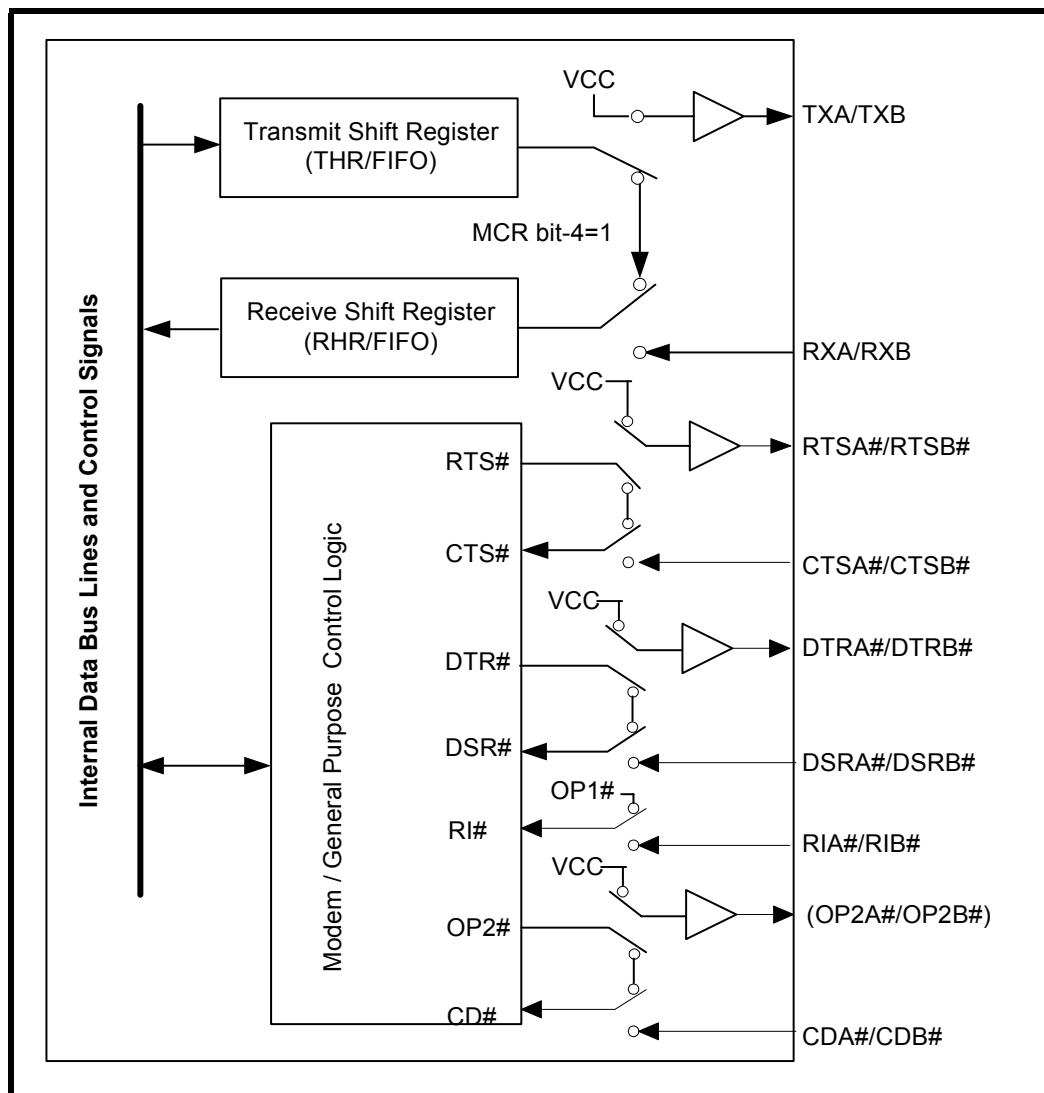 VCC
TXA/TXB
Transmit Shift Register
(THR/FIFO)
MCR bit-4=1
Receive Shift Register
(RHR/FIFO)
RXA/RXB
VCC
RTSA#/RTSB#
RTS#
CTS#
CTSA#/CTSB#
VCC
DTRA#/DTRB#
DTR#
DSR#
DSRA#/DSRB#
OP1#
RI#
RIA#/RIB#
VCC
(OP2A#/OP2B#)
OP2#
CD#
CDA#/CDB#
Internal Data Bus Lines and Control Signals
Modem / General Purpose Control Logic